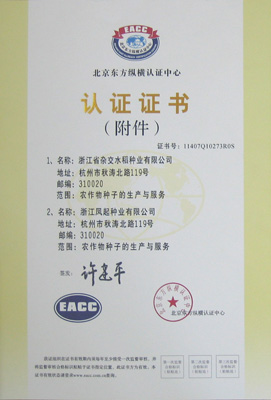 EACC
北京东方纵横认证中心
认证证书
（附件）
证书号：11407Q10273R0S
1、名称：浙江省杂交水稻种业有限公司
地址：杭州市秋涛北路119号
邮编：310020
范围：农作物种子的生产与服务
2、名称：浙江凤起种业有限公司
地址：杭州市秋涛北路119号
邮编：310020
范围：农作物种子的生产与服务
签发：
许建平
EACC
北京东方纵横认证中心